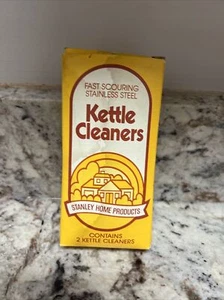 FAST SCOURING
STAINLESS STEEL
Kettle
Cleaners
STANLEY HOME PRODUCTS
CONTAINS
2 KETTLE CLEANERS